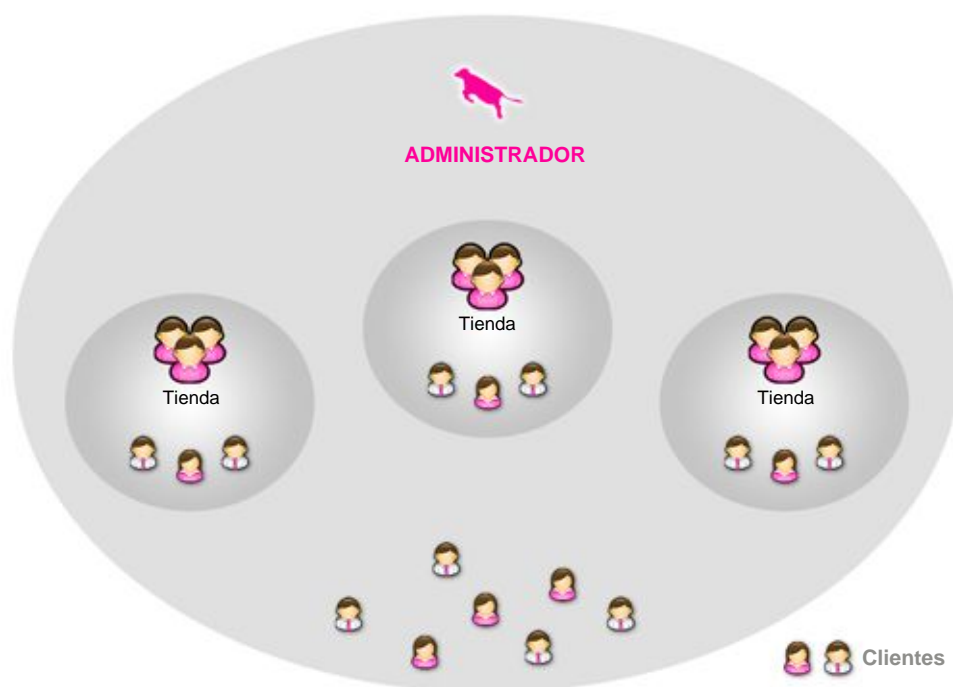 ADMINISTRADOR
Tienda
Tienda
Tienda
Clientes